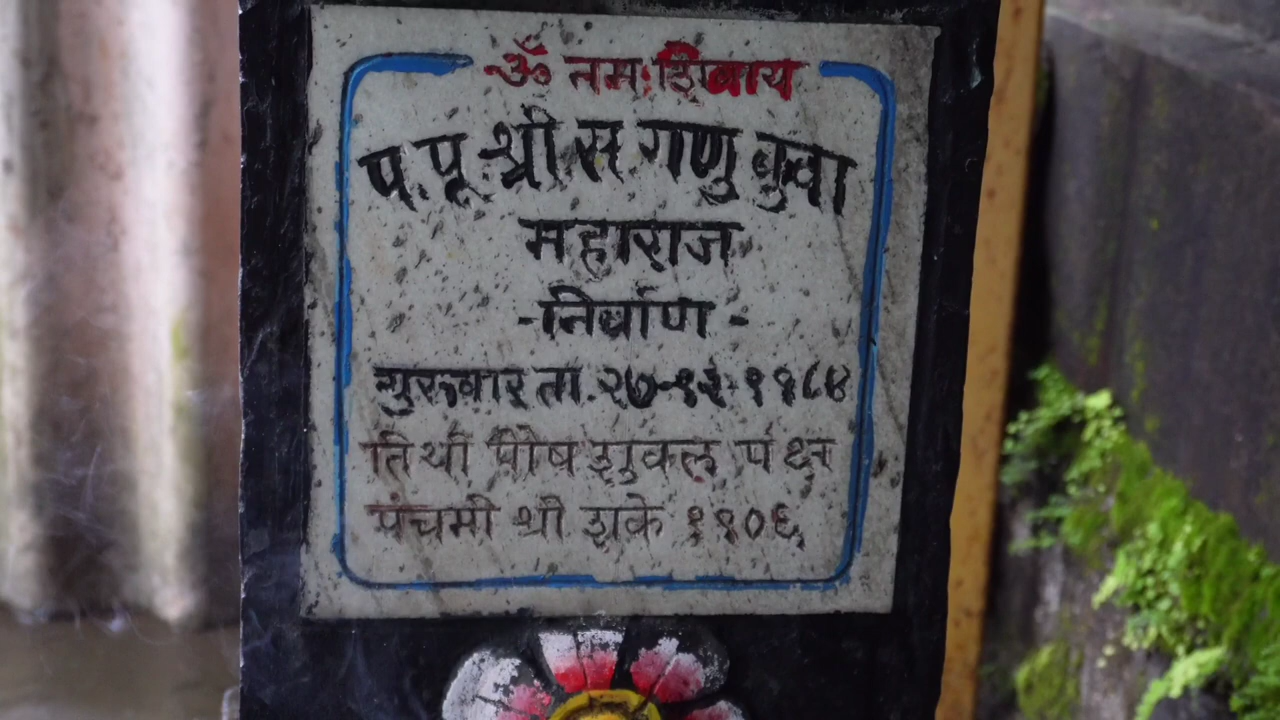 ॐ नमः शिवाय
प. पू. श्री स गणु बुवा
महाराज
-निर्वाण-
गुरुवार ता. २७-१२-१९८४
तिथी पौष शुक्ल पक्ष
पंचमी श्री शके १९०६